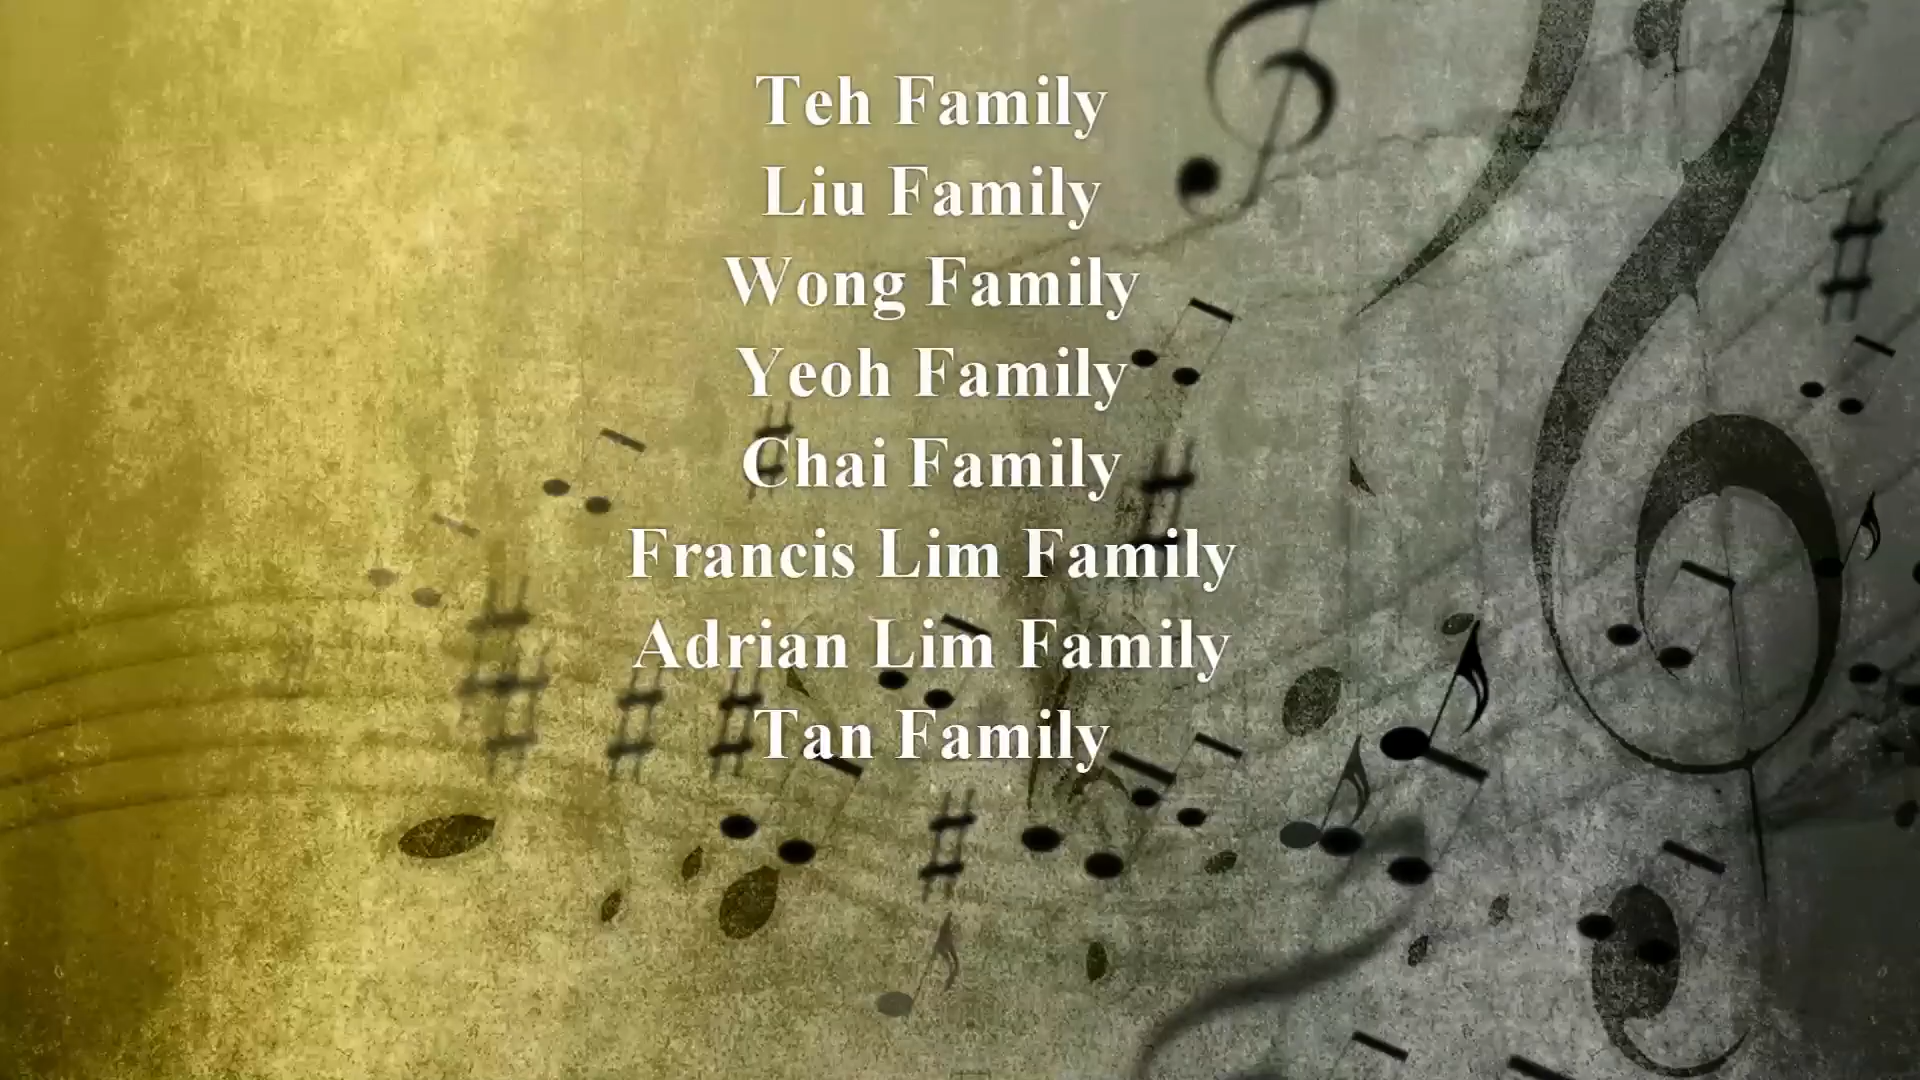 Teh Family
Liu Family
Wong Family
Yeoh Family
Chai Family
Francis Lim Family
Adrian Lim Family
Tan Family